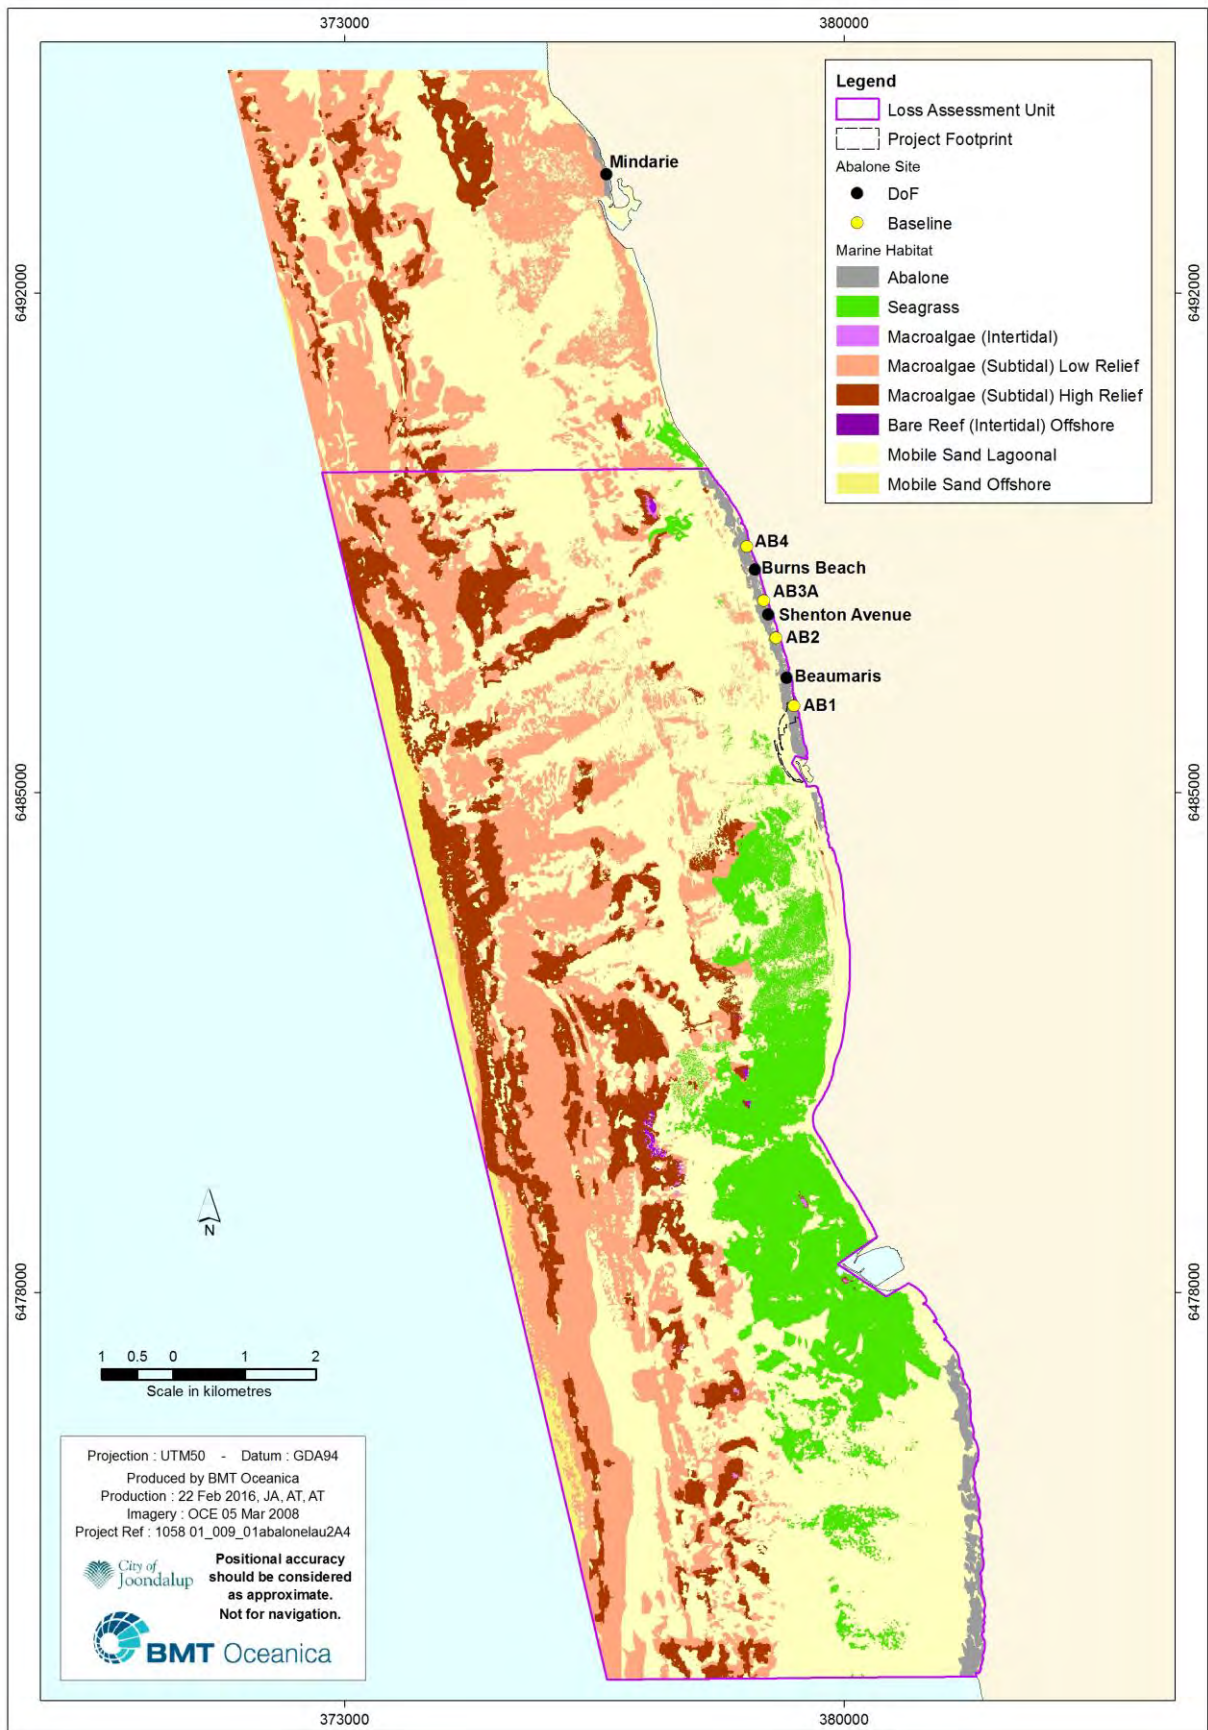 373000
380000
Legend
Loss Assessment Unit
Project Footprint
Abalone Site
DoF
Baseline
Marine Habitat
Abalone
Seagrass
Macroalgae (Intertidal)
Macroalgae (Subtidal) Low Relief
Macroalgae (Subtidal) High Relief
Bare Reef (Intertidal) Offshore
Mobile Sand Lagoonal
Mobile Sand Offshore
Mindarie
6492000
6492000
AB4
Burns Beach
AB3A
Shenton Avenue
AB2
Beaumaris
AB1
6485000
6485000
N
6478000
6478000
1 0.5 0 1 2
Scale in kilometres
Projection : UTM50 - Datum : GDA94
Produced by BMT Oceanica
Production : 22 Feb 2016, JA, AT, AT
Imagery : OCE 05 Mar 2008
Project Ref : 1058 01_009_01abalonelau2A4
City of
Joondalup
Positional accuracy
should be considered
as approximate.
Not for navigation.
BMT Oceanica
373000
380000